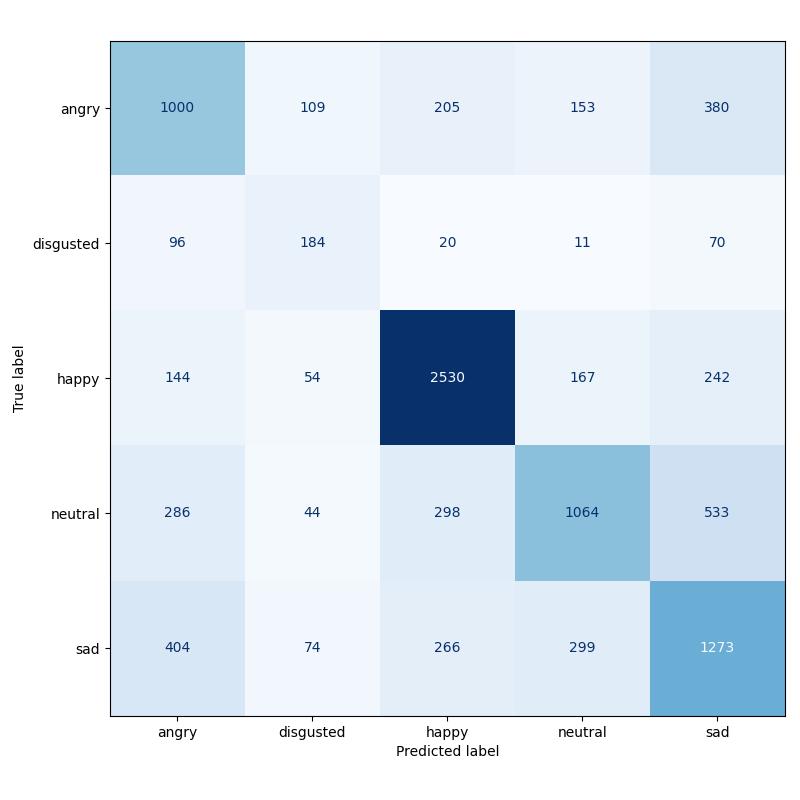 True label
angry 1000 109 205 153 380
disgusted 96 184 20 11 70
happy 144 54 2530 167 242
neutral 286 44 298 1064 533
sad 404 74 266 299 1273
angry disgusted happy neutral sad
Predicted label